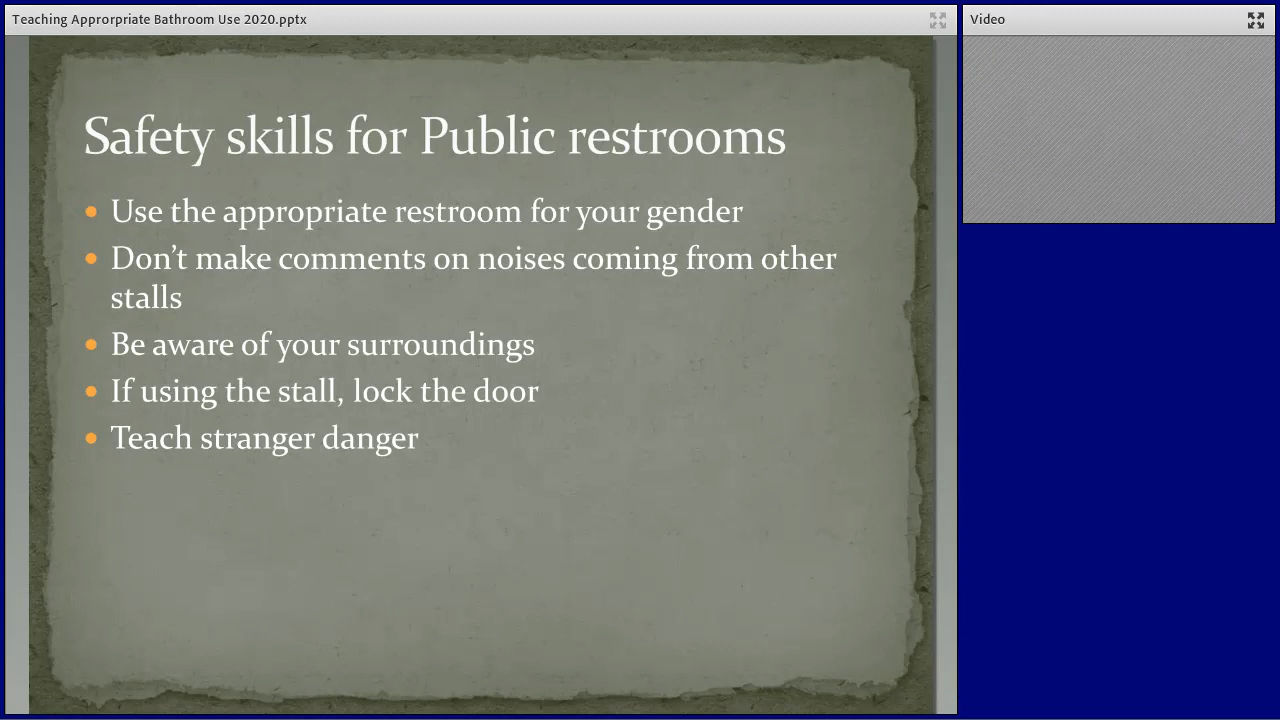 Teaching Approrpriate Bathroom Use 2020.pptx
Video
Safety skills for Public restrooms
• Use the appropriate restroom for your gender
• Don’t make comments on noises coming from other
stalls
• Be aware of your surroundings
• If using the stall, lock the door
• Teach stranger danger